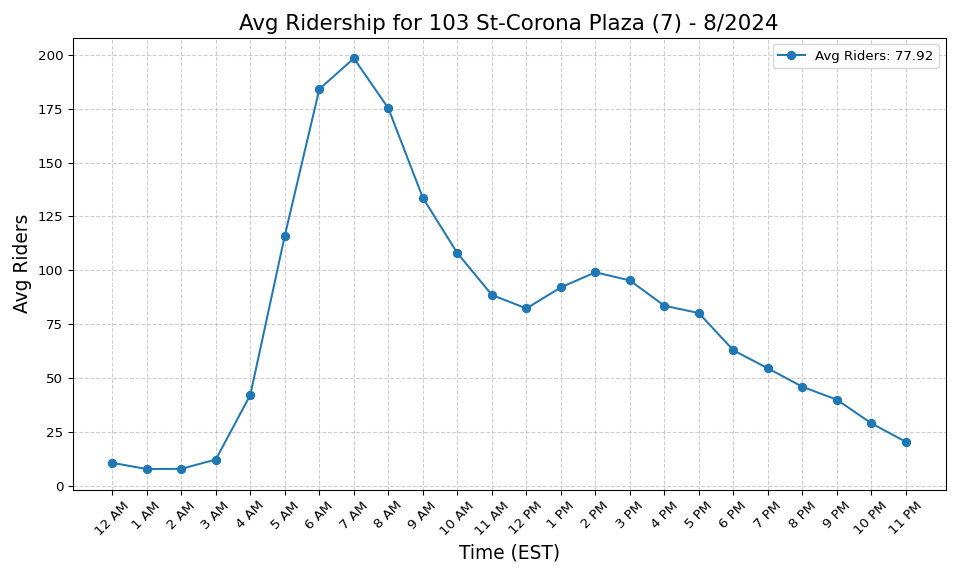 Avg Ridership for 103 St-Corona Plaza (7) - 8/2024
Avg Riders: 77.92
Avg Riders
200
175
150
125
100
75
50
25
0
12 AM
1 AM
2 AM
3 AM
4 AM
5 AM
6 AM
7 AM
8 AM
9 AM
10 AM
11 AM
12 PM
1 PM
2 PM
3 PM
4 PM
5 PM
6 PM
7 PM
8 PM
9 PM
10 PM
11 PM
Time (EST)